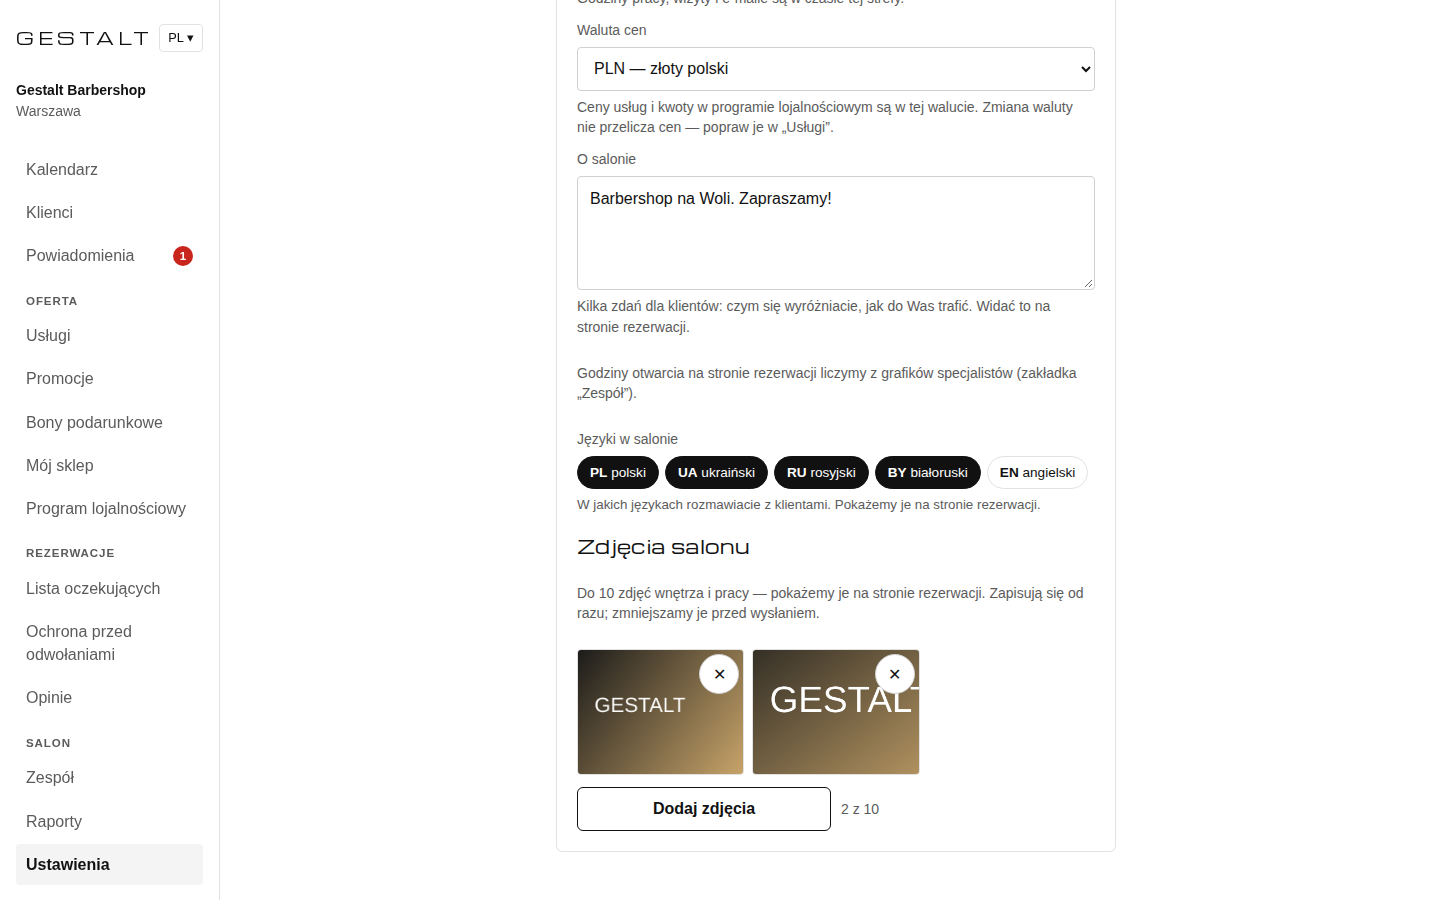 GESTALT
PL ▾
Gestalt Barbershop
Warszawa
Kalendarz
Klienci
Powiadomienia
1
OFERTA
Usługi
Promocje
Bony podarunkowe
Mój sklep
Program lojalnościowy
REZERWACJE
Lista oczekujących
Ochrona przed
odwołaniami
Opinie
SALON
Zespół
Raporty
Ustawienia
Waluta cen
PLN — złoty polski
Ceny usług i kwoty w programie lojalnościowym są w tej walucie. Zmiana waluty
nie przelicza cen — popraw je w „Usługi”.
O salonie
Barbershop na Woli. Zapraszamy!
Kilka zdań dla klientów: czym się wyróżniacie, jak do Was trafić. Widać to na
stronie rezerwacji.
Godziny otwarcia na stronie rezerwacji liczymy z grafików specjalistów (zakładka
„Zespół”).
Języki w salonie
PL polski
UA ukraiński
RU rosyjski
BY białoruski
EN angielski
W jakich językach rozmawiacie z klientami. Pokażemy je na stronie rezerwacji.
Zdjęcia salonu
Do 10 zdjęć wnętrza i pracy — pokażemy je na stronie rezerwacji. Zapisują się od
razu; zmniejszamy je przed wysłaniem.
GESTALT
✕
GESTALT
✕
Dodaj zdjęcia
2 z 10